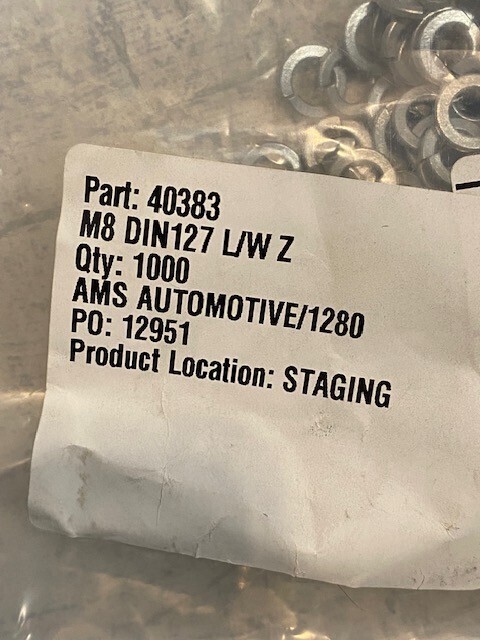 Part: 40383
M8 DIN127 L/W Z
Qty: 1000
AMS AUTOMOTIVE/1280
PO: 12951
Product Location: STAGING